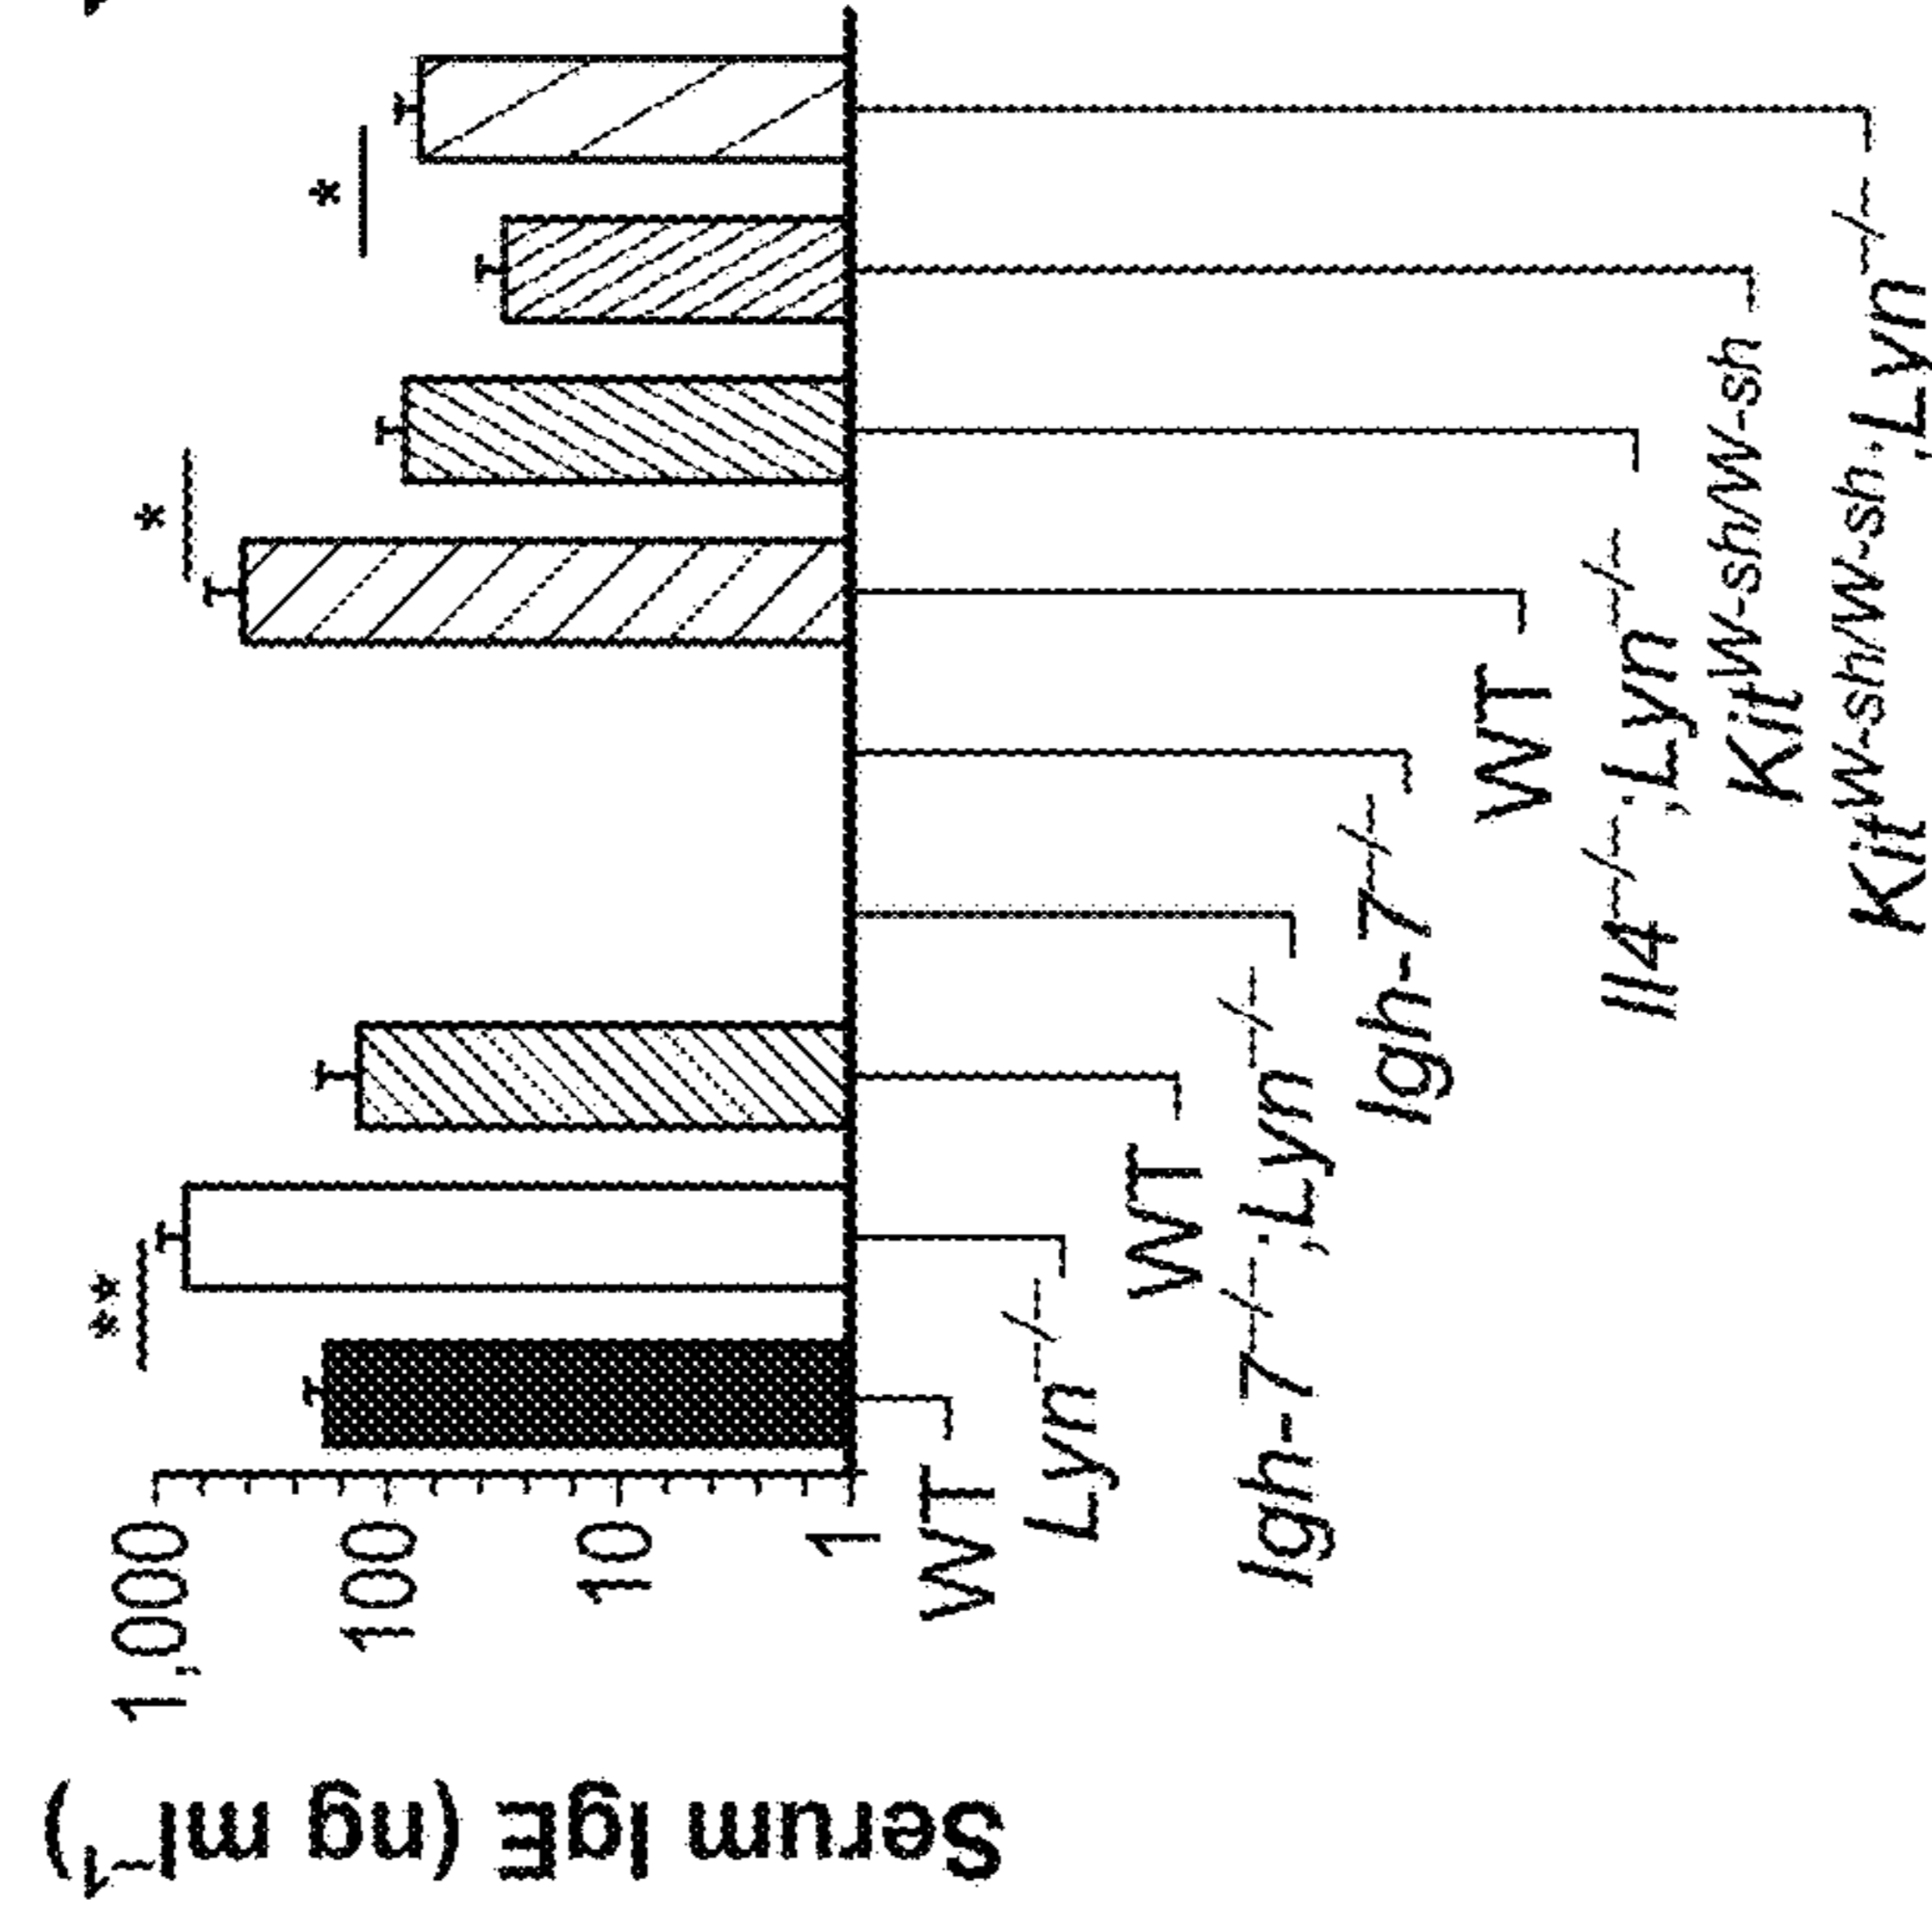 Serum IgE (ng ml⁻¹)
1,000
100
10
1
**
*
*
WT
Lyn⁻/⁻
WT
Igh-7⁻/⁻;Lyn⁻/⁻
Igh-7⁻/⁻
WT
Il4⁻/⁻;Lyn⁻/⁻
Kit^W-sh/W-sh
Kit^W-sh/W-sh;Lyn⁻/⁻